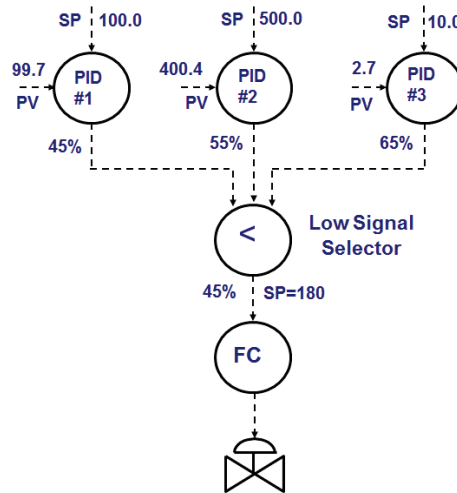 SP 100.0
SP 500.0
SP 10.0
99.7
PV
PID
#1
400.4
PV
PID
#2
2.7
PV
PID
#3
45%
55%
65%
<
Low Signal
Selector
45%
SP=180
FC